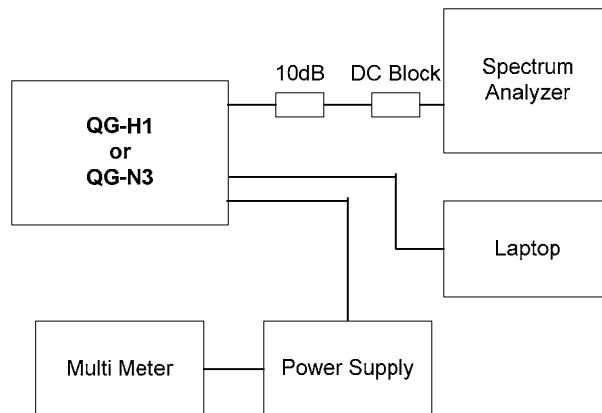 10dB
DC Block
Spectrum
Analyzer
QG-H1
or
QG-N3
Laptop
Multi Meter
Power Supply